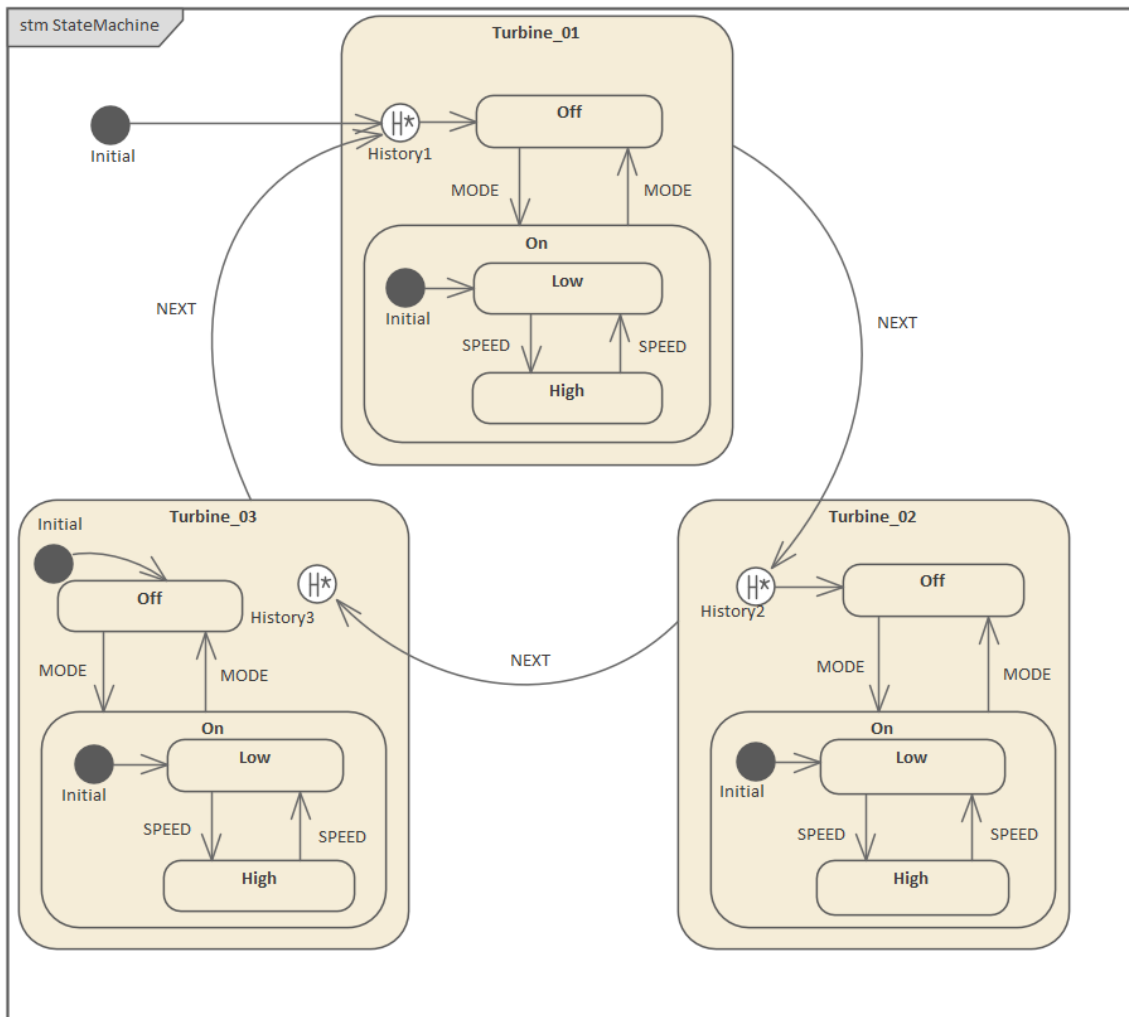 stm StateMachine
Turbine_01
Off
H*
Initial
History1
MODE
MODE
On
Low
Initial
NEXT
NEXT
SPEED
SPEED
High
Turbine_03
Initial
Off
H*
History3
MODE
MODE
On
Low
Initial
SPEED
SPEED
High
NEXT
Turbine_02
Off
H*
History2
MODE
MODE
On
Low
Initial
SPEED
SPEED
High